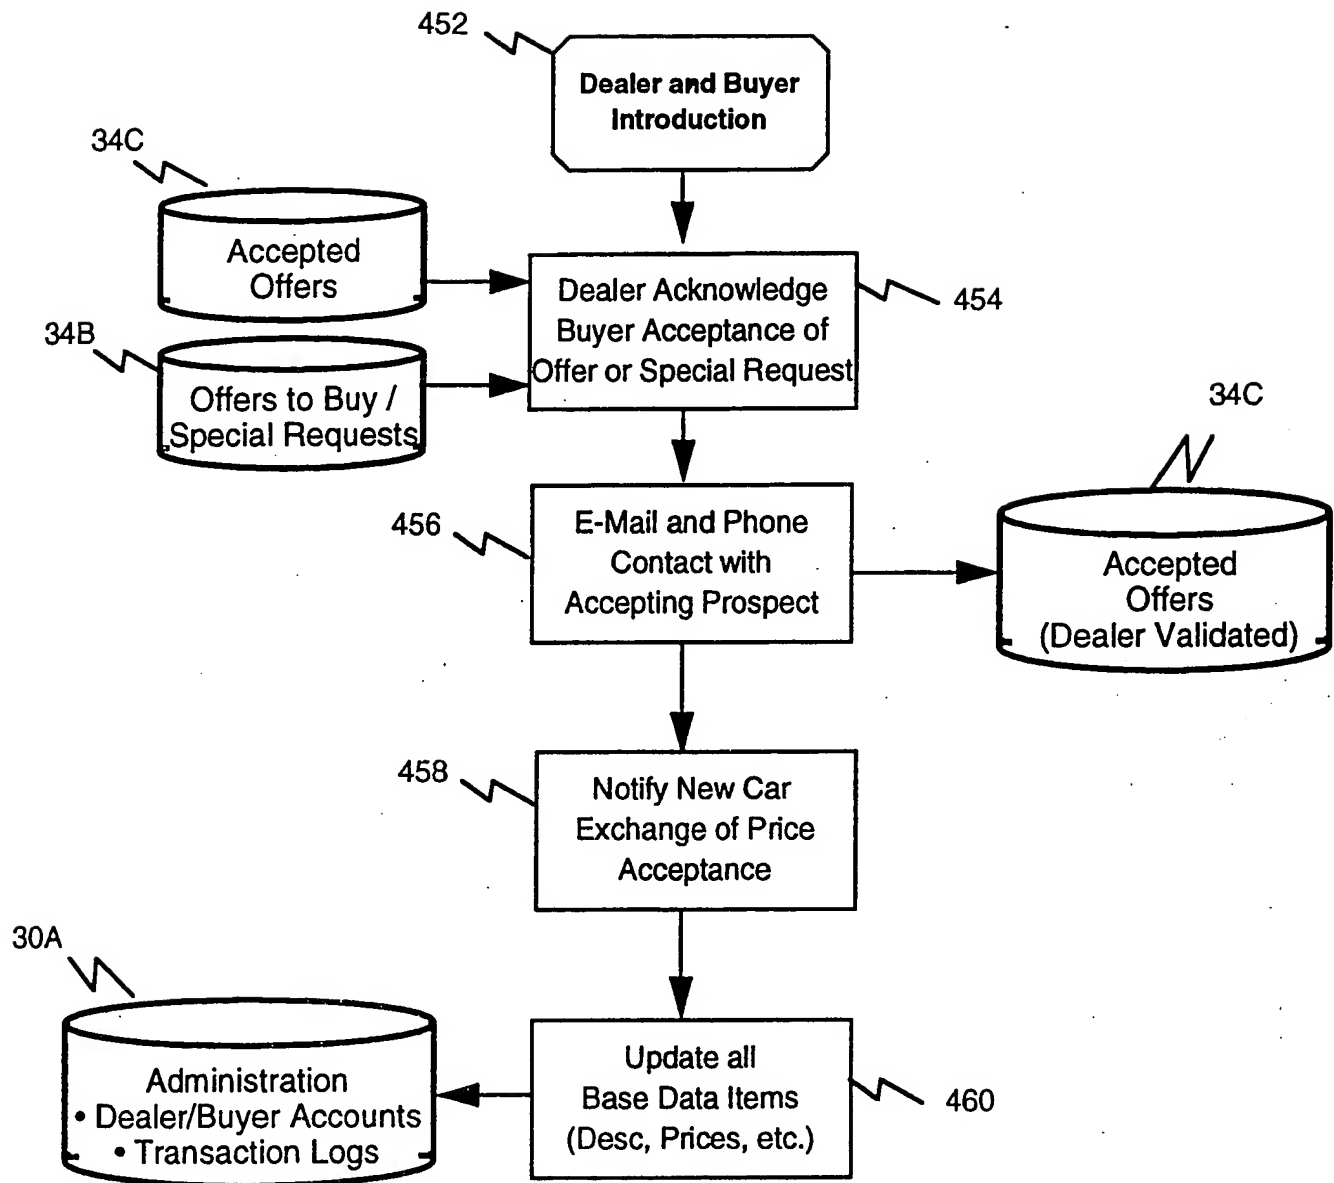 452
Dealer and Buyer
Introduction
34C
Accepted
Offers
Dealer Acknowledge
Buyer Acceptance of
Offer or Special Request
454
34B
Offers to Buy /
Special Requests
34C
456
E-Mail and Phone
Contact with
Accepting Prospect
Accepted
Offers
(Dealer Validated)
458
Notify New Car
Exchange of Price
Acceptance
30A
Administration
• Dealer/Buyer Accounts
• Transaction Logs
Update all
Base Data Items
(Desc, Prices, etc.)
460